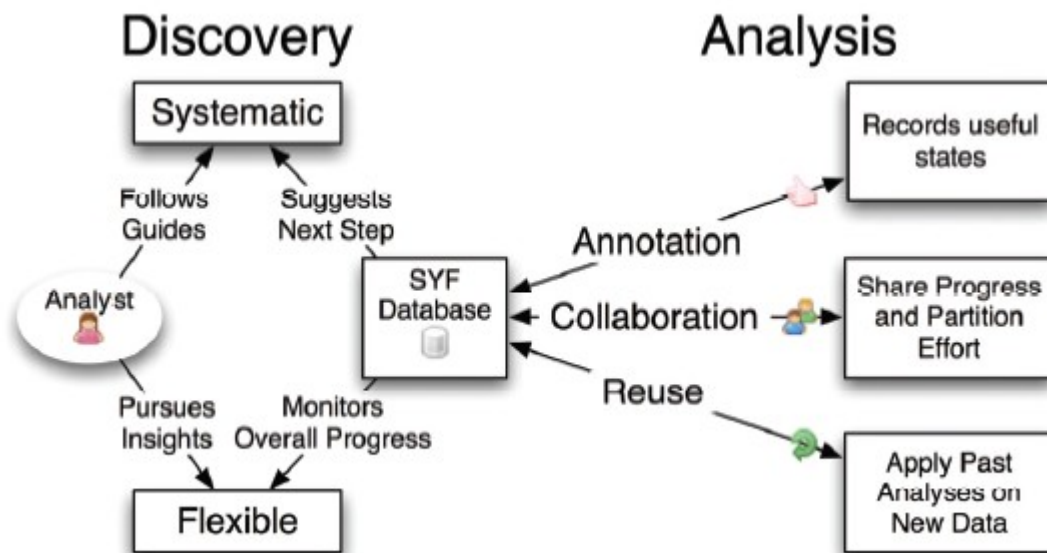 Discovery
Analysis
Systematic
Follows
Guides
Suggests
Next Step
Analyst
SYF
Database
Pursues
Insights
Monitors
Overall Progress
Flexible
Annotation
Collaboration
Reuse
Records useful
states
Share Progress
and Partition
Effort
Apply Past
Analyses on
New Data